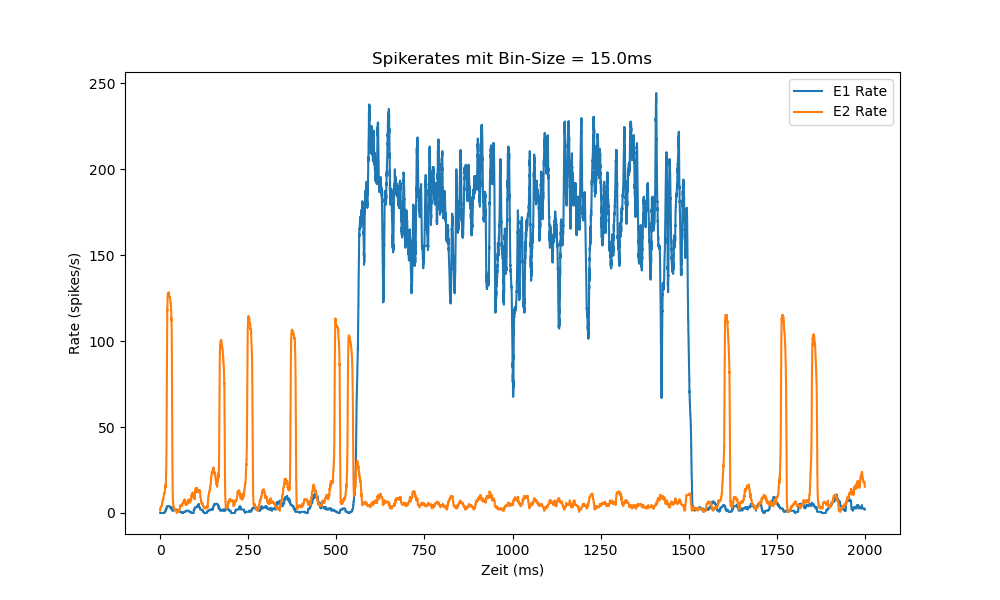 Spikerates mit Bin-Size = 15.0ms
E1 Rate
E2 Rate
Rate (spikes/s)
250
200
150
100
50
0
0 250 500 750 1000 1250 1500 1750 2000
Zeit (ms)